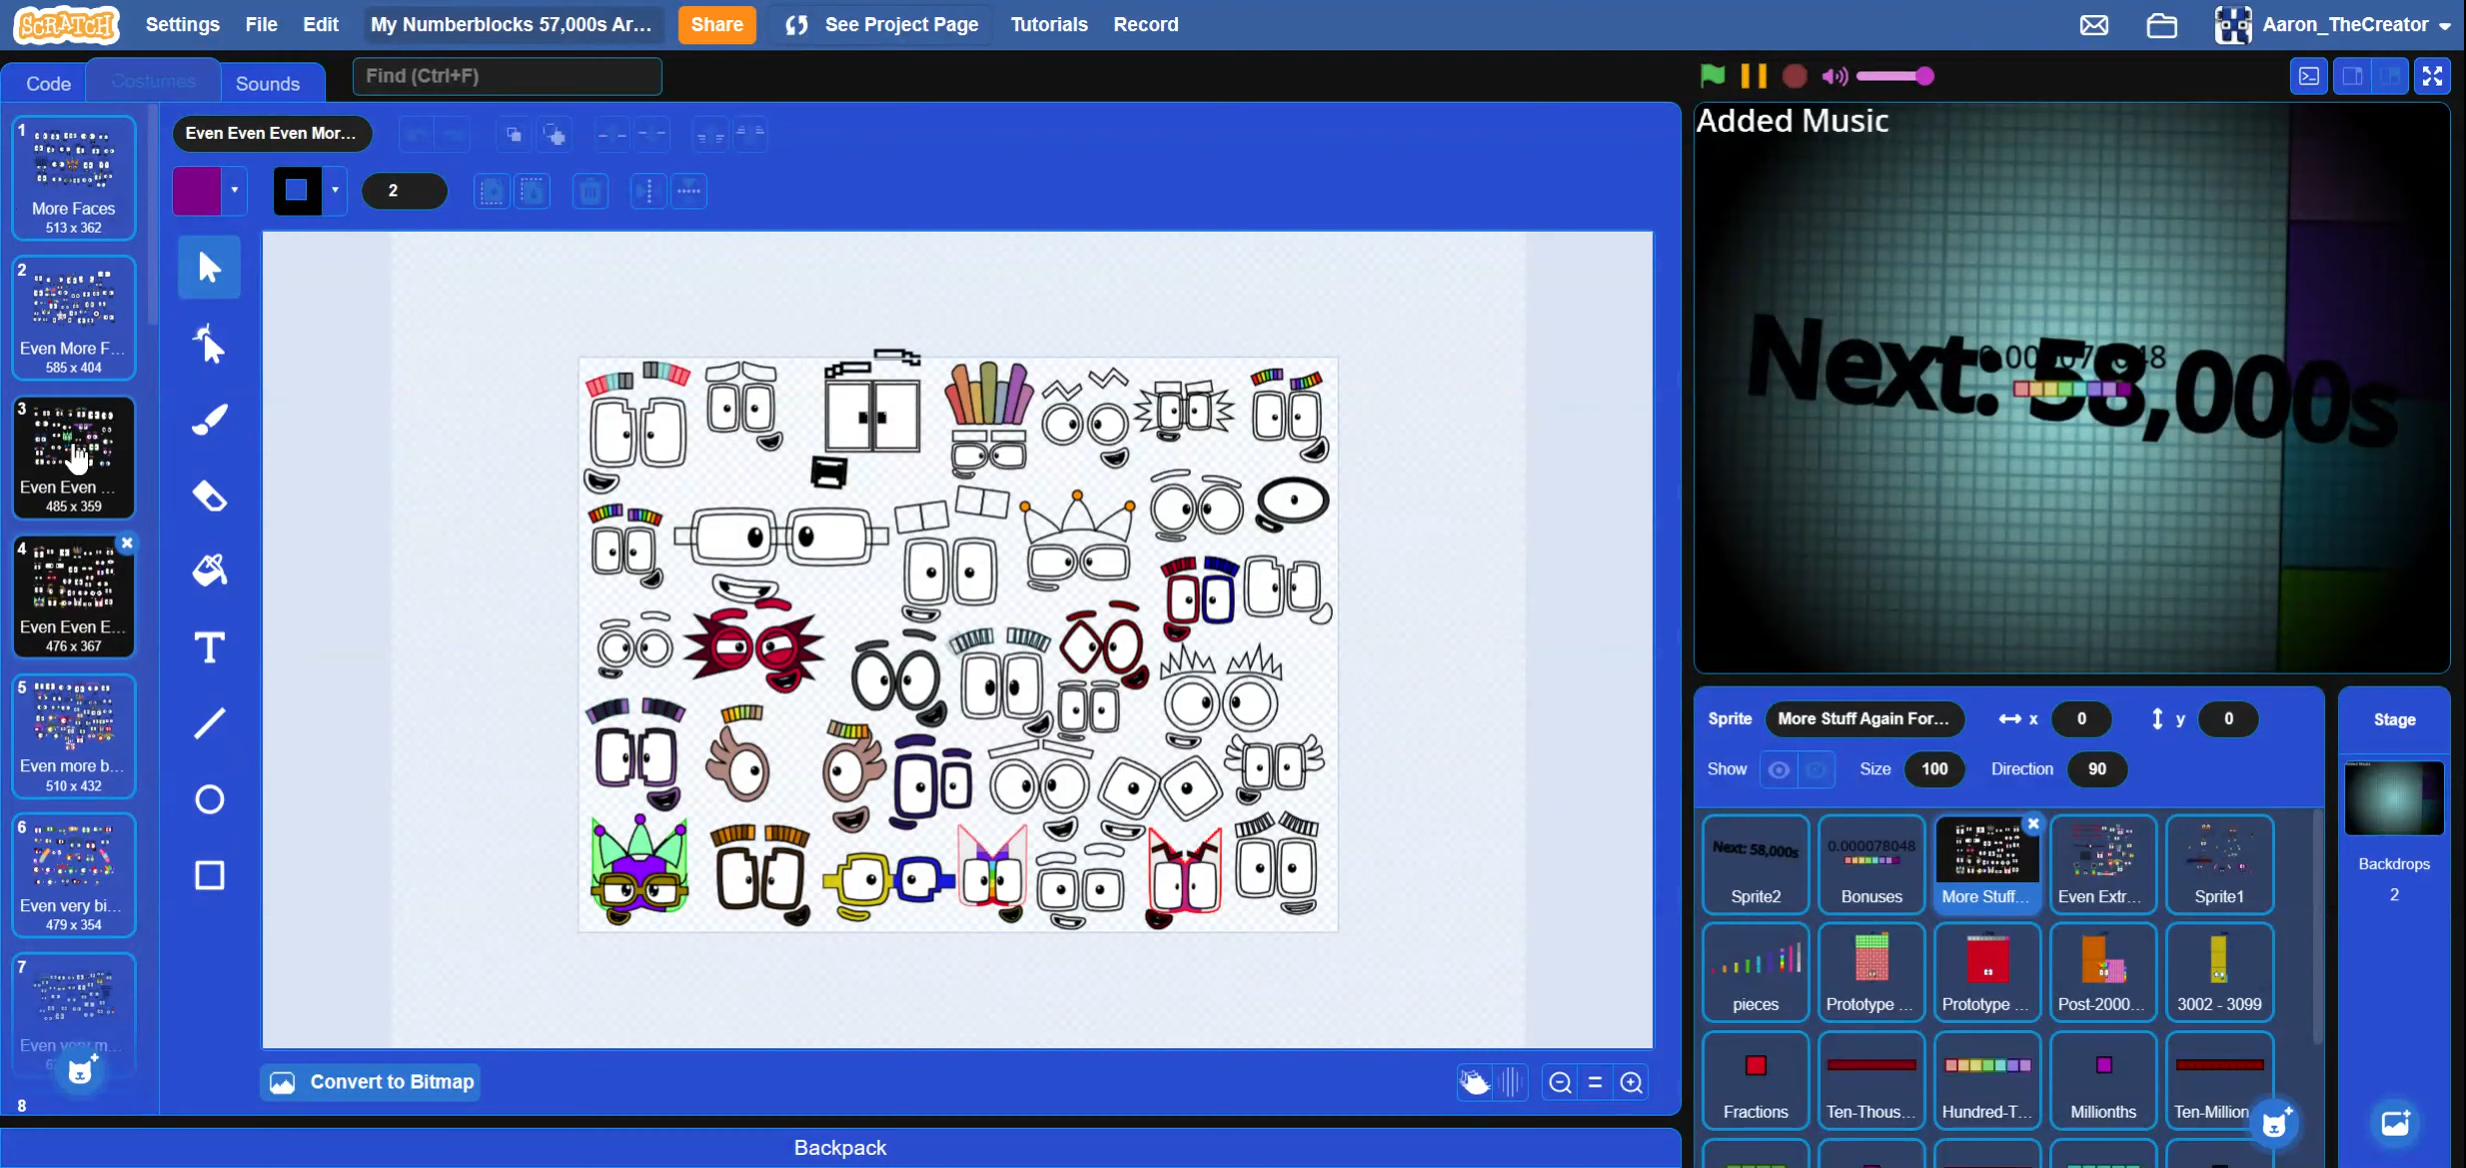 SCRATCH
Settings
File
Edit
My Numberblocks 57,000s Ar...
Share
See Project Page
Tutorials
Record
Aaron_TheCreator
Code
Costumes
Sounds
Find (Ctrl+F)
Even Even Even Mor...
2
1
More Faces
513 x 362
2
Even More F...
585 x 404
3
Even Even ...
485 x 359
4
Even Even E...
476 x 367
5
Even more b...
510 x 432
6
Even very bi...
479 x 354
7
Even very m...
8
T
Convert to Bitmap
Backpack
Added Music
0.000078048
Next: 58,000s
Sprite
More Stuff Again For...
x
0
y
0
Show
Size
100
Direction
90
Stage
Backdrops
2
Next: 58,000s
Sprite2
0.000078048
Bonuses
More Stuff...
Even Extr...
Sprite1
pieces
Prototype ...
Prototype ...
Post-2000...
3002 - 3099
Fractions
Ten-Thous...
Hundred-T...
Millionths
Ten-Million